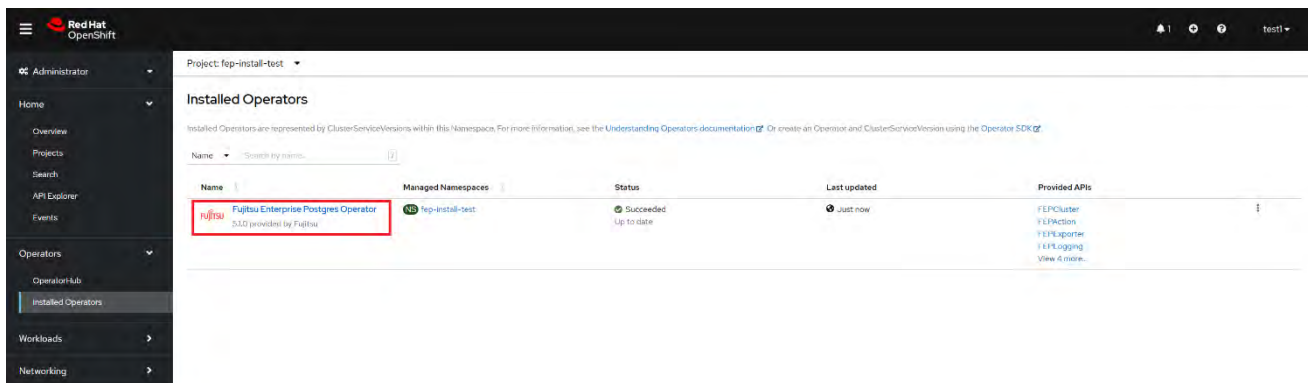 Red Hat
OpenShift
1
test1
Administrator
Project: fep-install-test
Home
Installed Operators
Overview
Installed Operators are represented by ClusterServiceVersions within this Namespace. For more information, see the Understanding Operators documentation. Or create an Operator and ClusterServiceVersion using the Operator SDK.
Projects
Name Search by name... /
Search
Name Managed Namespaces Status Last updated Provided APIs
API Explorer
FUJITSU Fujitsu Enterprise Postgres Operator NS fep-install-test Succeeded Just now FEPCluster
Events
5.1.0 provided by Fujitsu Up to date FEPAction
FEPExporter
FEPLogging
View 4 more...
Operators
OperatorHub
Installed Operators
Workloads
Networking